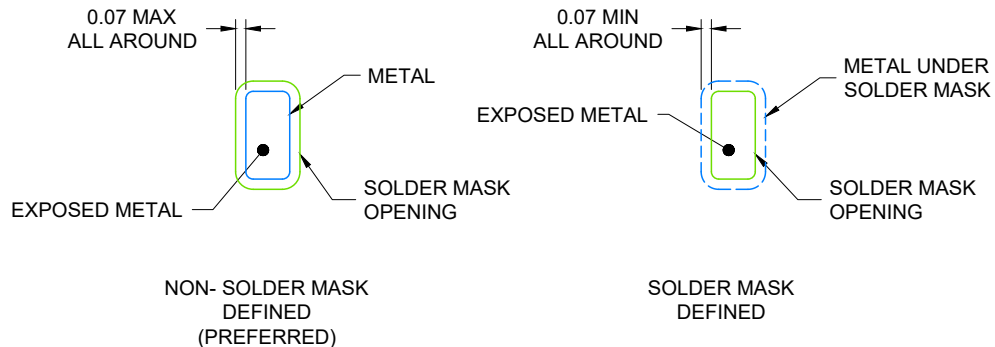 0.07 MAX
ALL AROUND
METAL
EXPOSED METAL
SOLDER MASK
OPENING
NON- SOLDER MASK
DEFINED
(PREFERRED)
0.07 MIN
ALL AROUND
METAL UNDER
SOLDER MASK
EXPOSED METAL
SOLDER MASK
OPENING
SOLDER MASK
DEFINED